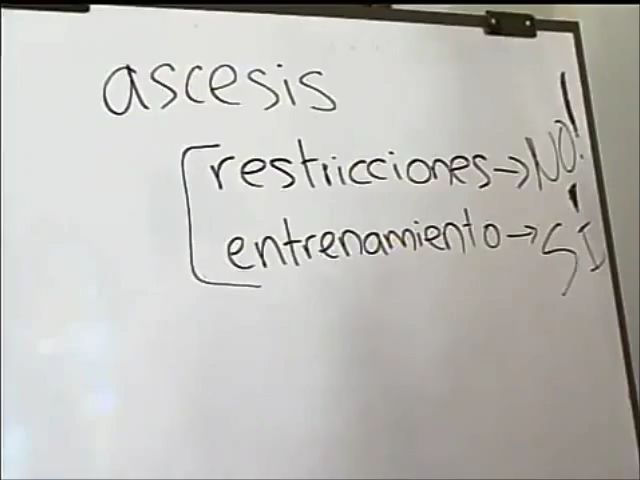 ascesis
restricciones → NO!
entrenamiento → SÍ